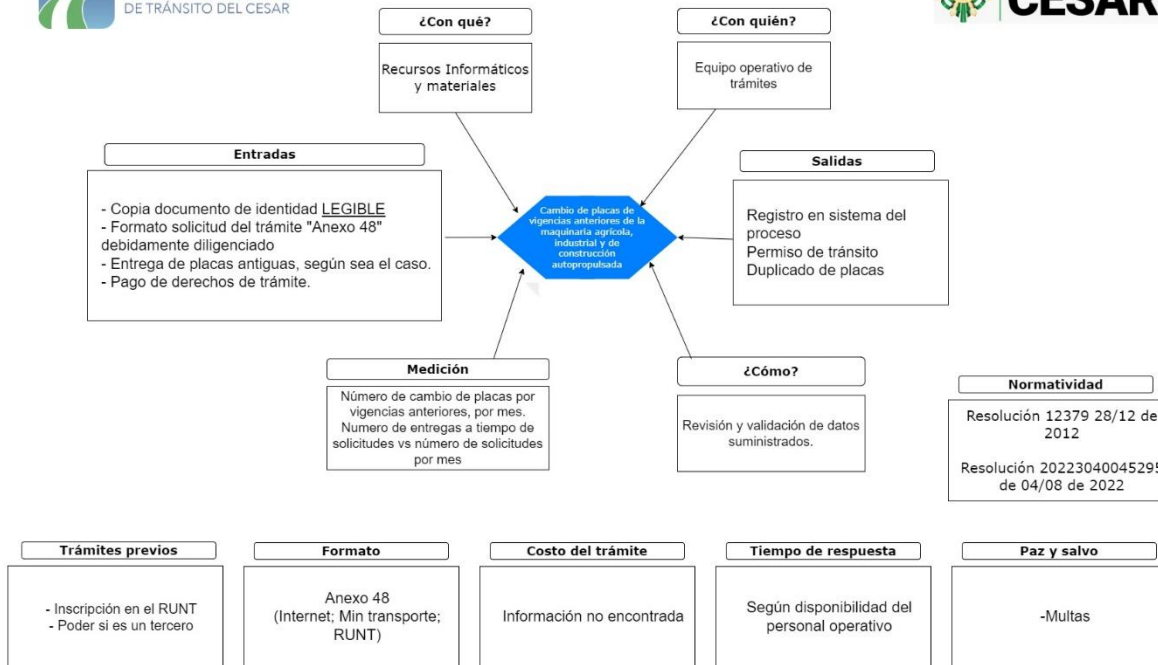 DE TRÁNSITO DEL CESAR
CESAR
¿Con qué?
Recursos Informáticos
y materiales
¿Con quién?
Equipo operativo de
trámites
Entradas
- Copia documento de identidad LEGIBLE
- Formato solicitud del trámite "Anexo 48"
debidamente diligenciado
- Entrega de placas antiguas, según sea el caso.
- Pago de derechos de trámite.
Cambio de placas de
vigencias anteriores de la
maquinaria agrícola,
industrial y de
construcción
autopropulsada
Salidas
Registro en sistema del
proceso
Permiso de tránsito
Duplicado de placas
Medición
Número de cambio de placas por
vigencias anteriores, por mes.
Numero de entregas a tiempo de
solicitudes vs número de solicitudes
por mes
¿Cómo?
Revisión y validación de datos
suministrados.
Normatividad
Resolución 12379 28/12 de
2012
Resolución 20223040045295
de 04/08 de 2022
Trámites previos
- Inscripción en el RUNT
- Poder si es un tercero
Formato
Anexo 48
(Internet; Min transporte;
RUNT)
Costo del trámite
Información no encontrada
Tiempo de respuesta
Según disponibilidad del
personal operativo
Paz y salvo
-Multas